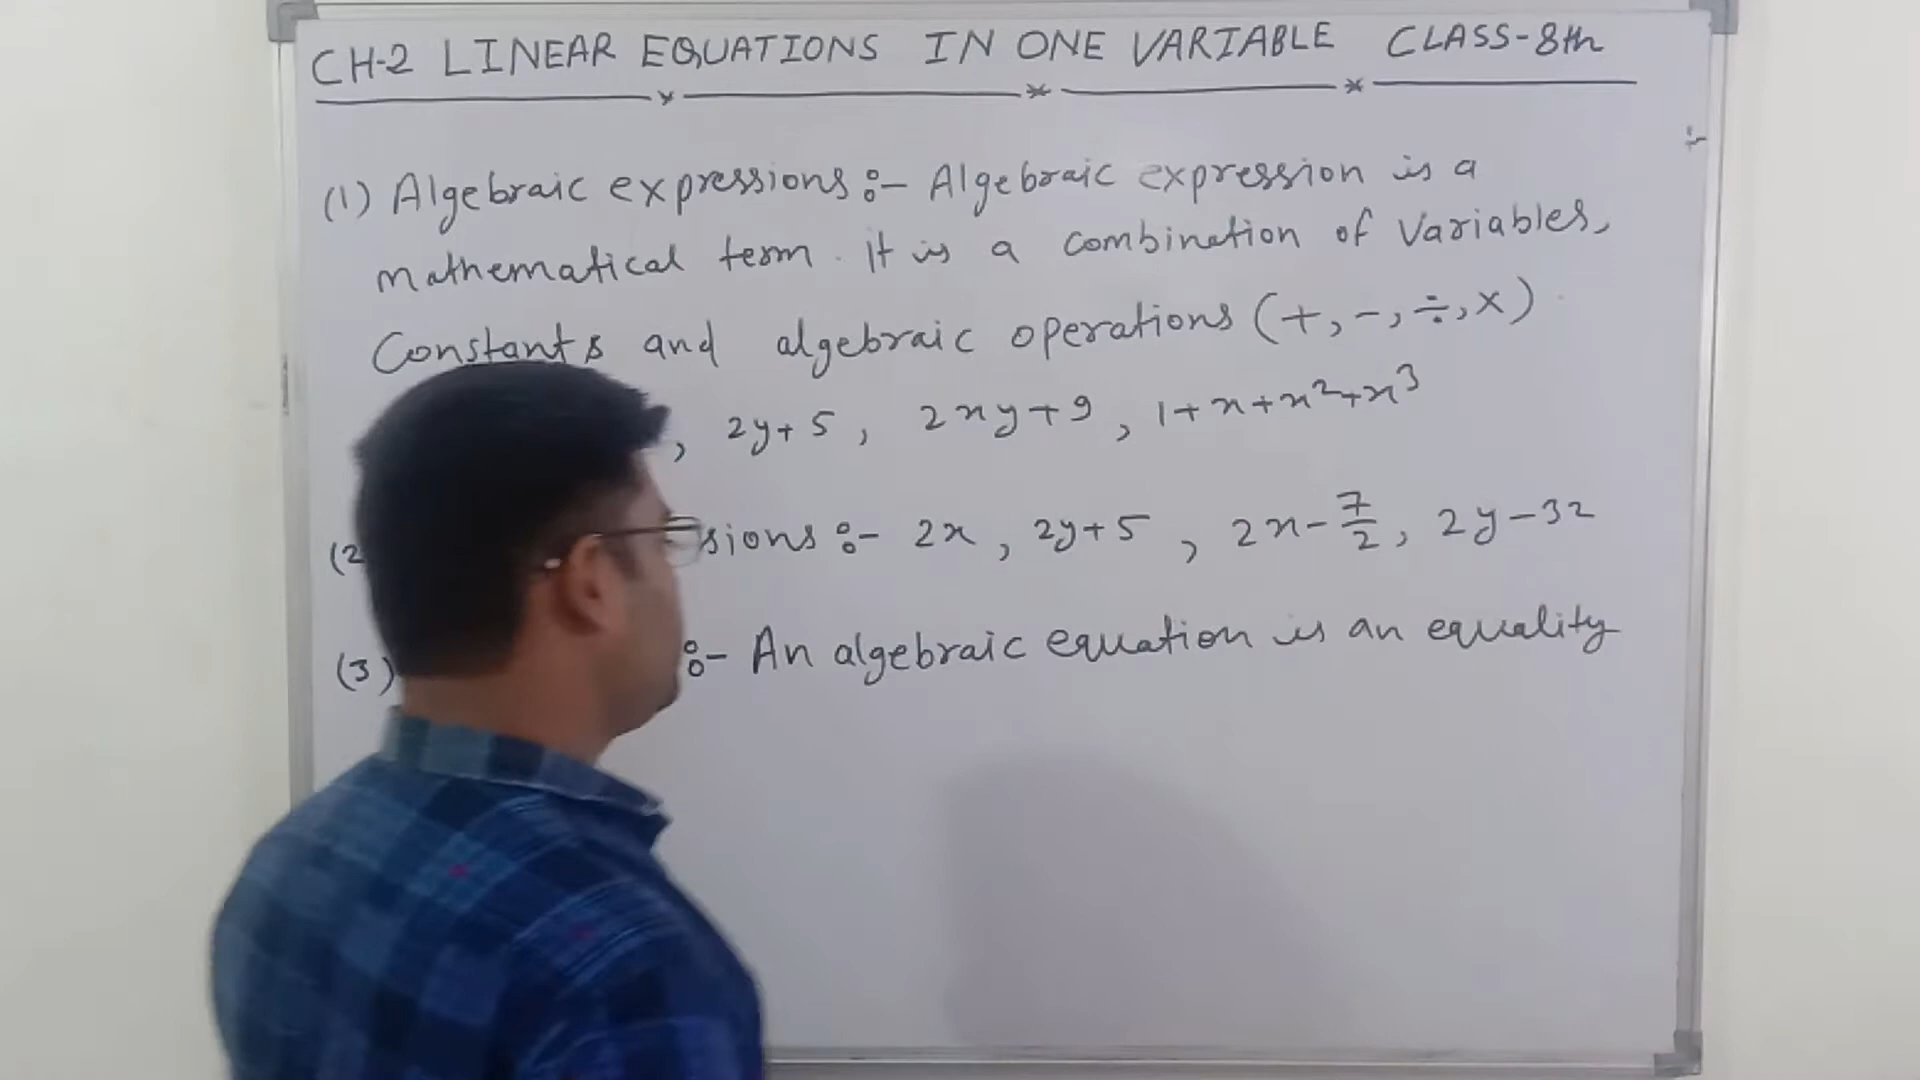 CH-2 LINEAR EQUATIONS IN ONE VARIABLE CLASS-8th
(1) Algebraic expressions :- Algebraic expression is a
mathematical term. it is a combination of variables,
Constants and algebraic operations (+, -, ÷, ×).
, 2y+5, 2xy+9, 1+x+x²+x³
(2 sions :- 2x, 2y+5, 2x-7/2, 2y-32
(3) :- An algebraic equation is an equality